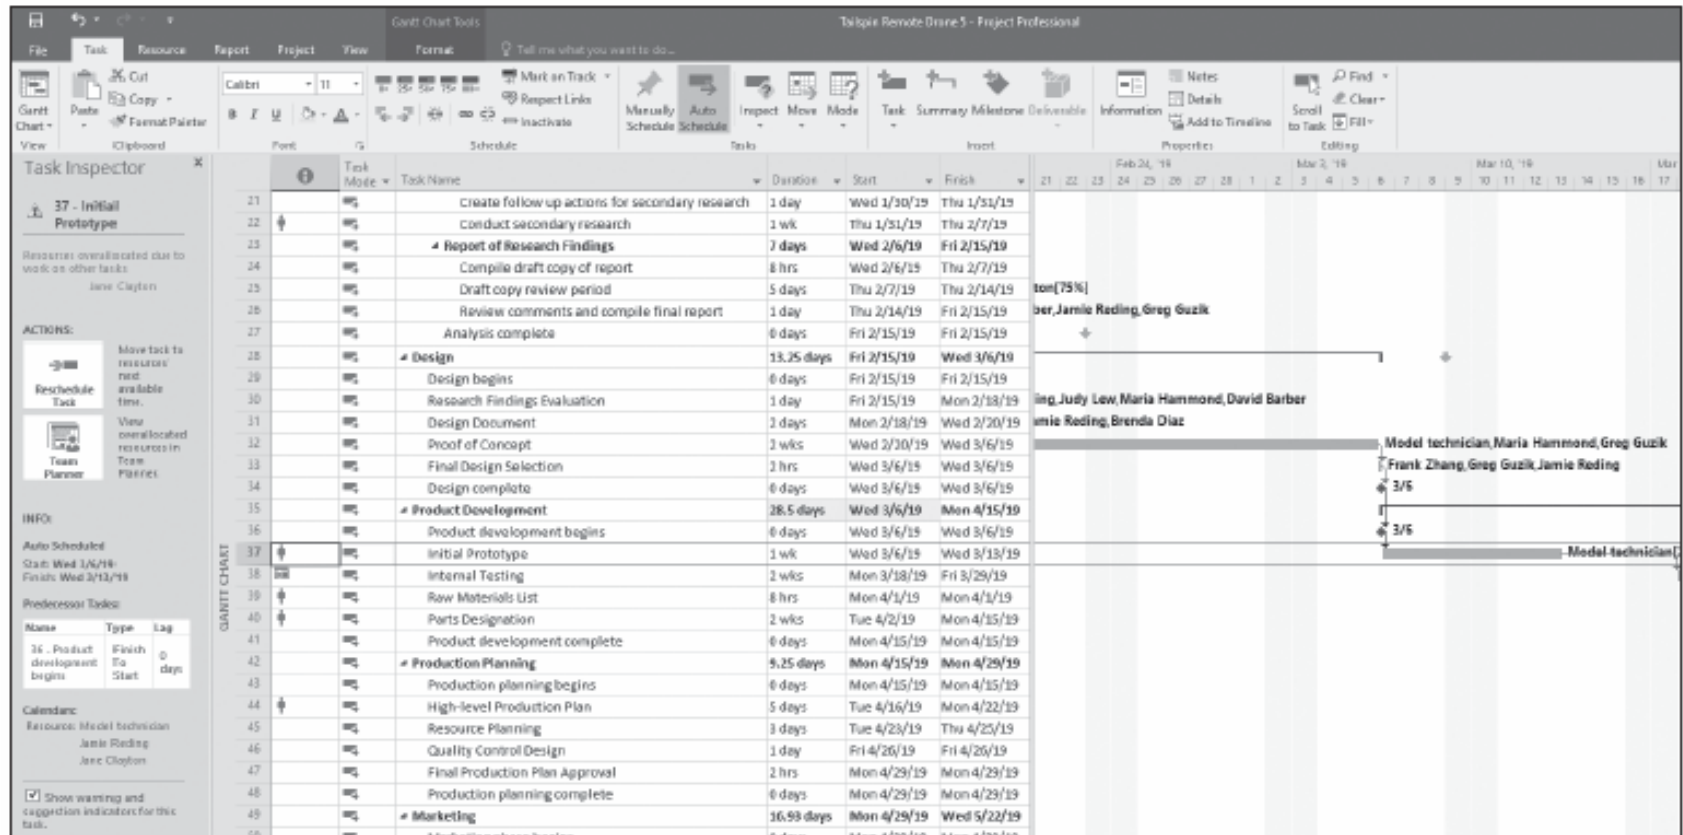 Gantt Chart Tools
Tailspin Remote Drone 5 - Project Professional
File Task Resource Report Project View Format Tell me what you want to do...
Gantt Chart
View
Paste
Cut
Copy
Format Painter
Clipboard
Calibri 11
B I U A
Font
Mark on Track
Respect Links
Inactivate
Schedule
Manually Schedule
Auto Schedule
Inspect
Move
Mode
Tasks
Task
Summary
Milestone
Deliverable
Insert
Information
Notes
Details
Add to Timeline
Properties
Scroll to Task
Find
Clear
Fill
Editing
Task Inspector x
37 - Initial
Prototype
Resources overallocated due to
work on other tasks
Jane Clayton
ACTIONS:
Reschedule
Task
Move task to
resources'
next
available
time.
Team
Planner
View
overallocated
resources in
Team
Planner.
INFO:
Auto Scheduled
Start: Wed 3/6/19
Finish: Wed 3/13/19
Predecessor Tasks:
Name Type Lag
36 - Product
development
begins
Finish
To
Start
0
days
Calendars:
Resource: Model technician
Jamie Reding
Jane Clayton
Show warning and
suggestion indicators for this
task.
GANTT CHART
Task Mode Task Name Duration Start Finish
Feb 24, '19 Mar 3, '19 Mar 10, '19 Mar
21 22 23 24 25 26 27 28 1 2 3 4 5 6 7 8 9 10 11 12 13 14 15 16 17
21 Create follow up actions for secondary research 1 day Wed 1/30/19 Thu 1/31/19
22 Conduct secondary research 1 wk Thu 1/31/19 Thu 2/7/19
23 Report of Research Findings 7 days Wed 2/6/19 Fri 2/15/19
24 Compile draft copy of report 8 hrs Wed 2/6/19 Thu 2/7/19
25 Draft copy review period 5 days Thu 2/7/19 Thu 2/14/19 ton[75%]
26 Review comments and compile final report 1 day Thu 2/14/19 Fri 2/15/19 ber,Jamie Reding,Greg Guzik
27 Analysis complete 0 days Fri 2/15/19 Fri 2/15/19
28 Design 13.25 days Fri 2/15/19 Wed 3/6/19
29 Design begins 0 days Fri 2/15/19 Fri 2/15/19
30 Research Findings Evaluation 1 day Fri 2/15/19 Mon 2/18/19 ing,Judy Lew,Maria Hammond,David Barber
31 Design Document 2 days Mon 2/18/19 Wed 2/20/19 amie Reding,Brenda Diaz
32 Proof of Concept 2 wks Wed 2/20/19 Wed 3/6/19 Model technician,Maria Hammond,Greg Guzik
33 Final Design Selection 2 hrs Wed 3/6/19 Wed 3/6/19 Frank Zhang,Greg Guzik,Jamie Reding
34 Design complete 0 days Wed 3/6/19 Wed 3/6/19 3/6
35 Product Development 28.5 days Wed 3/6/19 Mon 4/15/19
36 Product development begins 0 days Wed 3/6/19 Wed 3/6/19 3/6
37 Initial Prototype 1 wk Wed 3/6/19 Wed 3/13/19 Model technician[
38 Internal Testing 2 wks Mon 3/18/19 Fri 3/29/19
39 Raw Materials List 8 hrs Mon 4/1/19 Mon 4/1/19
40 Parts Designation 2 wks Tue 4/2/19 Mon 4/15/19
41 Product development complete 0 days Mon 4/15/19 Mon 4/15/19
42 Production Planning 9.25 days Mon 4/15/19 Mon 4/29/19
43 Production planning begins 0 days Mon 4/15/19 Mon 4/15/19
44 High-level Production Plan 5 days Tue 4/16/19 Mon 4/22/19
45 Resource Planning 3 days Tue 4/23/19 Thu 4/25/19
46 Quality Control Design 1 day Fri 4/26/19 Fri 4/26/19
47 Final Production Plan Approval 2 hrs Mon 4/29/19 Mon 4/29/19
48 Production planning complete 0 days Mon 4/29/19 Mon 4/29/19
49 Marketing 16.93 days Mon 4/29/19 Wed 5/22/19